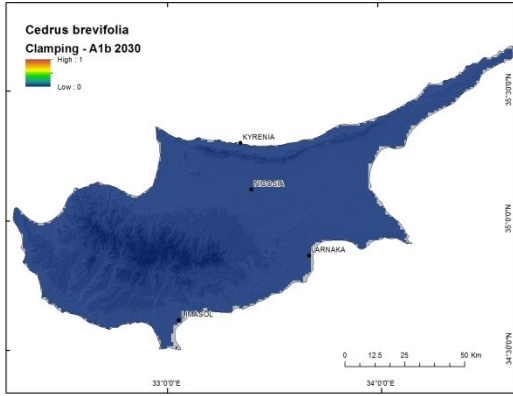 Cedrus brevifolia
Clamping - A1b 2030
High : 1
Low : 0
KYRENIA
NICOSIA
LARNAKA
LIMASOL
35°30'0"N
35°0'0"N
34°30'0"N
0 12.5 25 50 Km
33°0'0"E
34°0'0"E